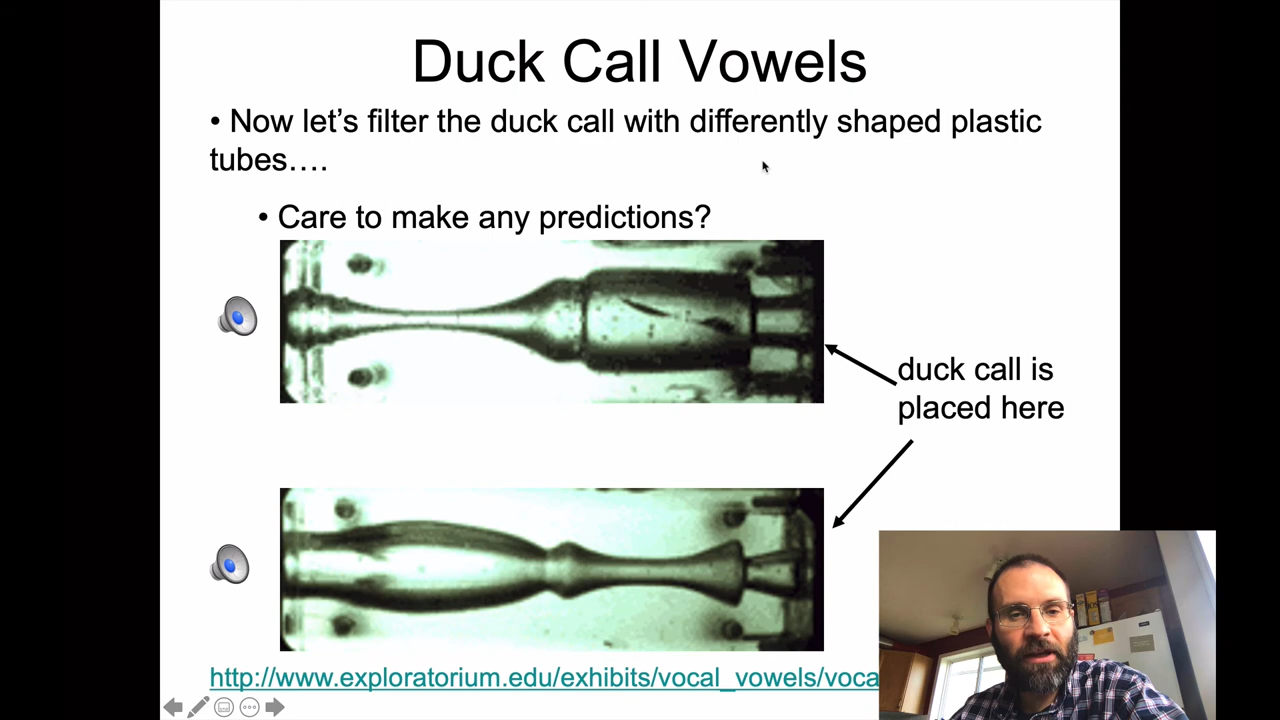 Duck Call Vowels
• Now let's filter the duck call with differently shaped plastic
tubes….
• Care to make any predictions?
duck call is
placed here
http://www.exploratorium.edu/exhibits/vocal_vowels/voca